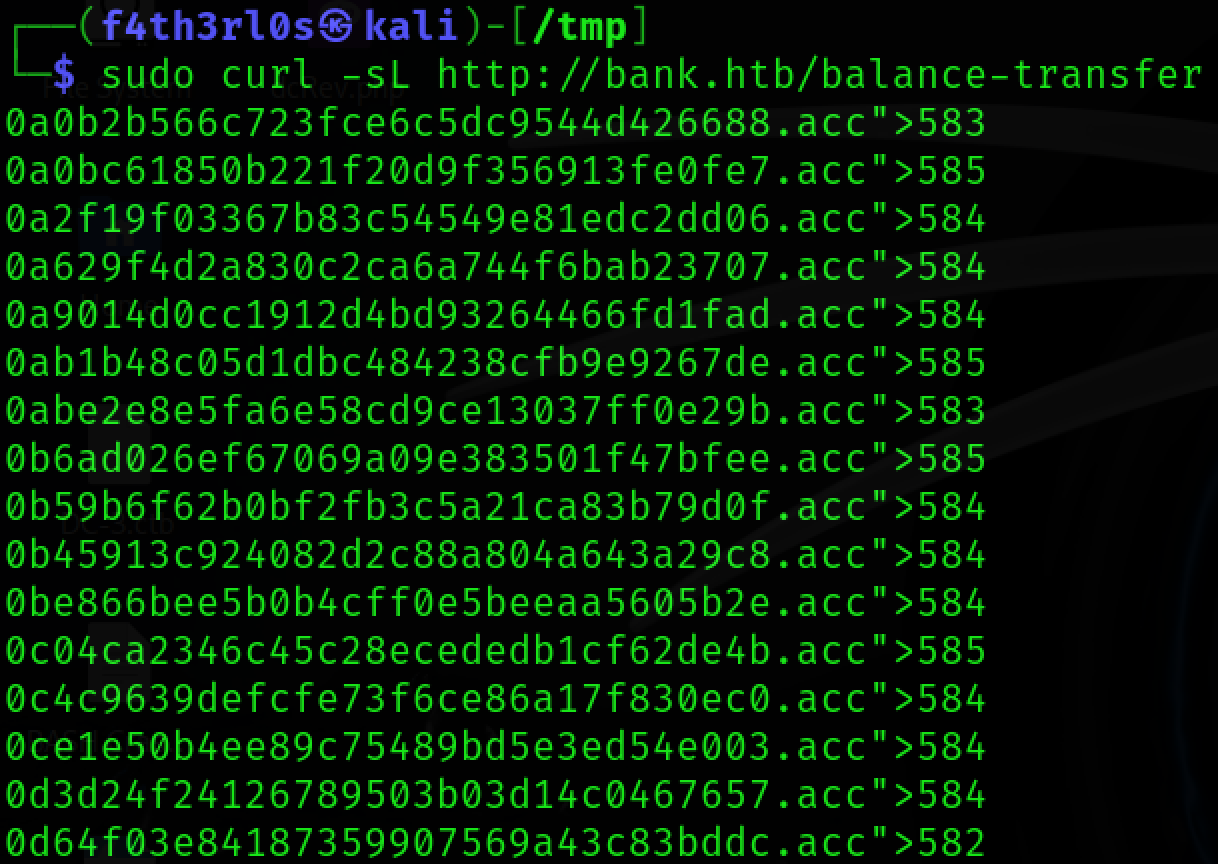 ┌──(f4th3rl0s㉿kali)-[/tmp]
└─$ sudo curl -sL http://bank.htb/balance-transfer
0a0b2b566c723fce6c5dc9544d426688.acc">583
0a0bc61850b221f20d9f356913fe0fe7.acc">585
0a2f19f03367b83c54549e81edc2dd06.acc">584
0a629f4d2a830c2ca6a744f6bab23707.acc">584
0a9014d0cc1912d4bd93264466fd1fad.acc">584
0ab1b48c05d1dbc484238cfb9e9267de.acc">585
0abe2e8e5fa6e58cd9ce13037ff0e29b.acc">583
0b6ad026ef67069a09e383501f47bfee.acc">585
0b59b6f62b0bf2fb3c5a21ca83b79d0f.acc">584
0b45913c924082d2c88a804a643a29c8.acc">584
0be866bee5b0b4cff0e5beeaa5605b2e.acc">584
0c04ca2346c45c28ecededb1cf62de4b.acc">585
0c4c9639defcfe73f6ce86a17f830ec0.acc">584
0ce1e50b4ee89c75489bd5e3ed54e003.acc">584
0d3d24f24126789503b03d14c0467657.acc">584
0d64f03e84187359907569a43c83bddc.acc">582